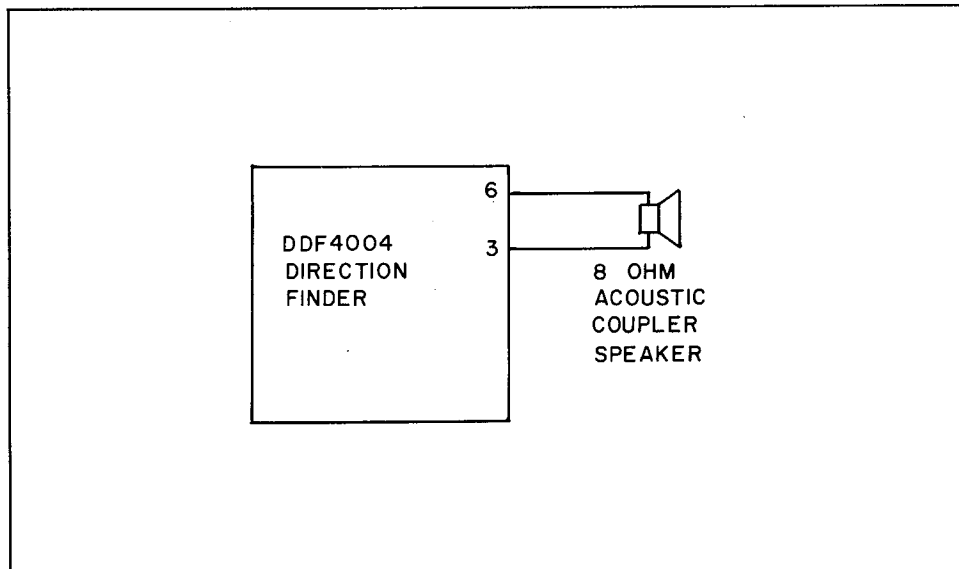 6
DDF4004
DIRECTION
FINDER
3
8 OHM
ACOUSTIC
COUPLER
SPEAKER